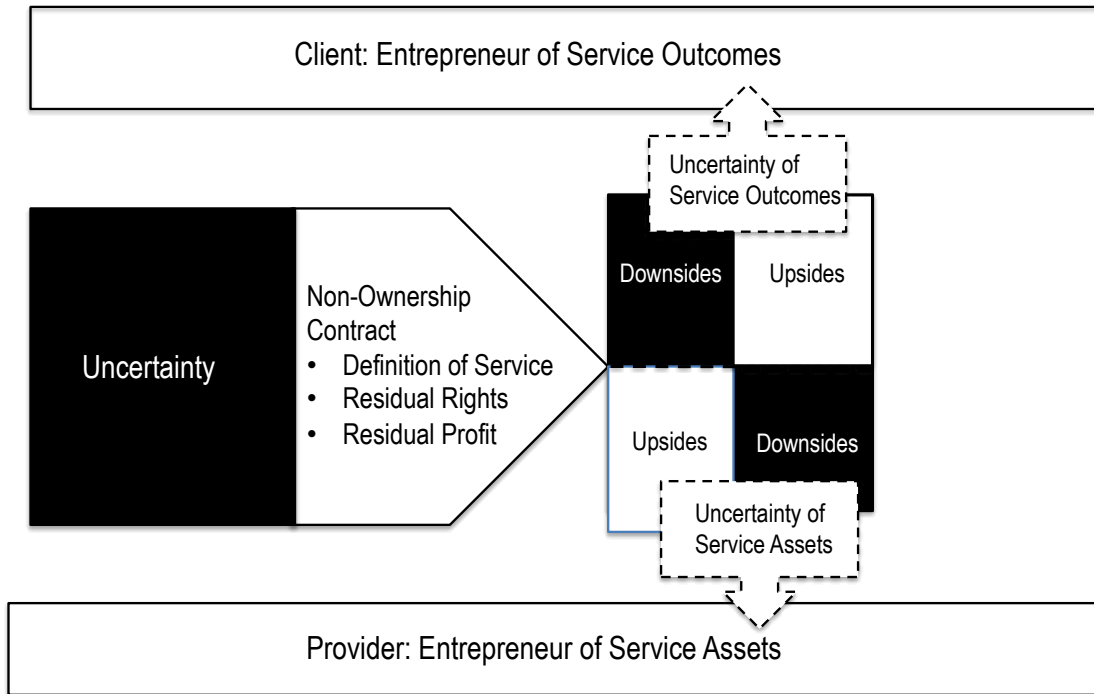 Client: Entrepreneur of Service Outcomes
Uncertainty of
Service Outcomes
Downsides
Upsides
Uncertainty
Non-Ownership
Contract
• Definition of Service
• Residual Rights
• Residual Profit
Upsides
Downsides
Uncertainty of
Service Assets
Provider: Entrepreneur of Service Assets